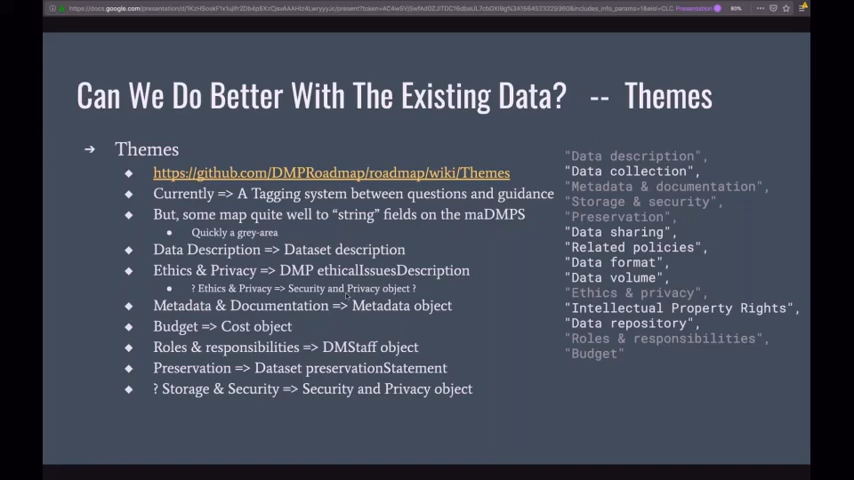 Presentation
80%
Can We Do Better With The Existing Data? -- Themes
➔ Themes
◆ https://github.com/DMPRoadmap/roadmap/wiki/Themes
◆ Currently => A Tagging system between questions and guidance
◆ But, some map quite well to “string” fields on the maDMPS
● Quickly a grey-area
◆ Data Description => Dataset description
◆ Ethics & Privacy => DMP ethicalIssuesDescription
● ? Ethics & Privacy => Security and Privacy object ?
◆ Metadata & Documentation => Metadata object
◆ Budget => Cost object
◆ Roles & responsibilities => DMStaff object
◆ Preservation => Dataset preservationStatement
◆ ? Storage & Security => Security and Privacy object
"Data description",
"Data collection",
"Metadata & documentation",
"Storage & security",
"Preservation",
"Data sharing",
"Related policies",
"Data format",
"Data volume",
"Ethics & privacy",
"Intellectual Property Rights",
"Data repository",
"Roles & responsibilities",
"Budget"